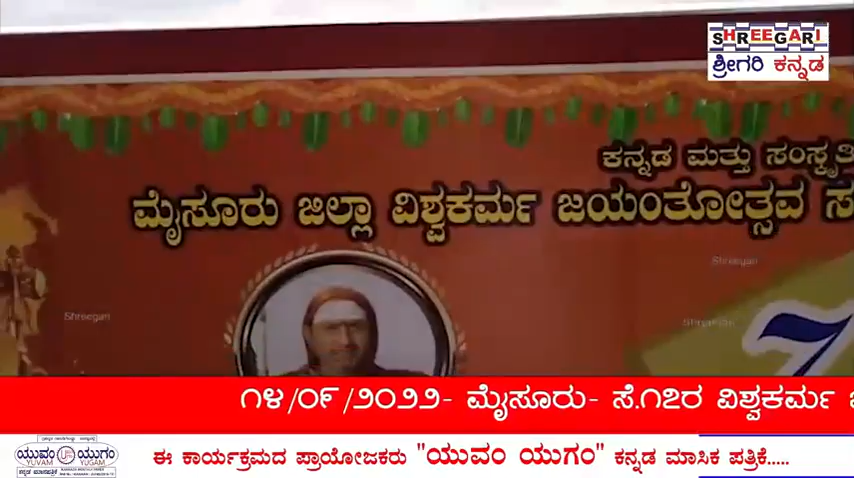 SHREEGARI
ಶ್ರೀಗರಿ ಕನ್ನಡ
ಕನ್ನಡ ಮತ್ತು ಸಂಸ್ಕೃತಿ
ಮೈಸೂರು ಜಿಲ್ಲಾ ವಿಶ್ವಕರ್ಮ ಜಯಂತೋತ್ಸವ ಸ
Shreegari
Shreegari
7
೧೪/೦೯/೨೦೨೨- ಮೈಸೂರು- ಸೆ.೧೭ರ ವಿಶ್ವಕರ್ಮ
ಯುವಂ ಯುಗಂ
YUVAM YUGAM
ಈ ಕಾರ್ಯಕ್ರಮದ ಪ್ರಾಯೋಜಕರು "ಯುವಂ ಯುಗಂ" ಕನ್ನಡ ಮಾಸಿಕ ಪತ್ರಿಕೆ.....